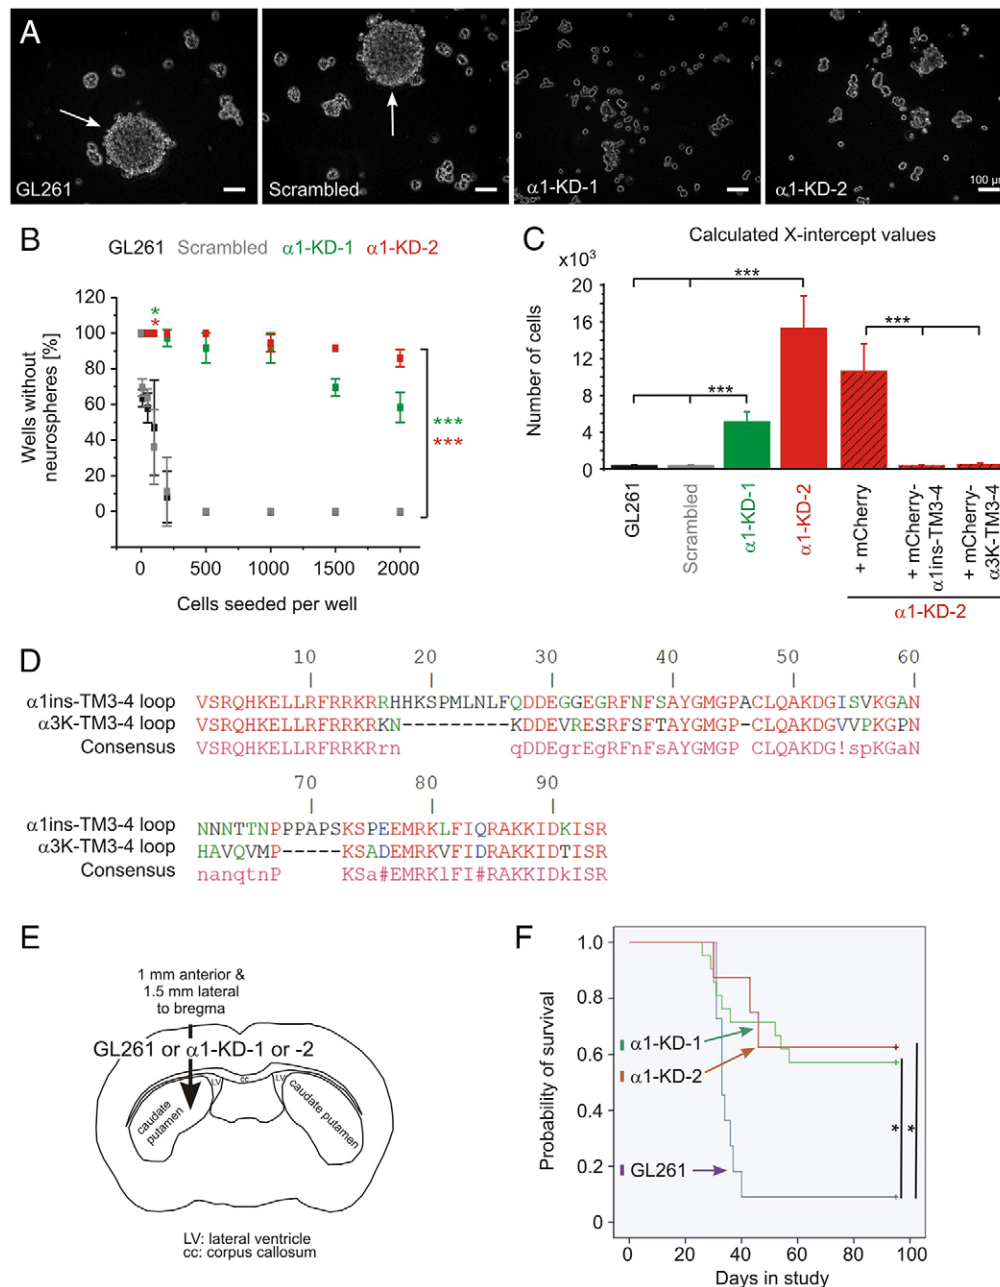 A
GL261
Scrambled
α1-KD-1
α1-KD-2
100 µm
B
GL261 Scrambled α1-KD-1 α1-KD-2
Wells without
neurospheres [%]
120
100
80
60
40
20
0
*
*
***
***
0 500 1000 1500 2000
Cells seeded per well
C
Calculated X-intercept values
x10³
Number of cells
20
16
12
8
4
0
***
***
***
GL261
Scrambled
α1-KD-1
α1-KD-2
+ mCherry
+ mCherry-
α1ins-TM3-4
+ mCherry-
α3K-TM3-4
α1-KD-2
D
10 20 30 40 50 60
α1ins-TM3-4 loop VSRQHKELLRFRRKRRHHKSPMLNLFQDDEGGEGRFNFSAYGMGPACLQAKDGISVKGAN
α3K-TM3-4 loop VSRQHKELLRFRRKRKN---------KDDEVRESRFSFTAYGMGP-CLQAKDGVVPKGPN
Consensus VSRQHKELLRFRRKRrn qDDEgrEgRFnFsAYGMGP CLQAKDG!spKGaN
70 80 90
α1ins-TM3-4 loop NNNTTNPPPAPSKSPEEMRKLFIQRAKKIDKISR
α3K-TM3-4 loop HAVQVMP-----KSADEMRKVFIDRAKKIDTISR
Consensus nanqtnP KSa#EMRKlFI#RAKKIDkISR
E
1 mm anterior &
1.5 mm lateral
to bregma
GL261 or α1-KD-1 or -2
LV cc LV
caudate
putamen
caudate putamen
LV: lateral ventricle
cc: corpus callosum
F
Probability of survival
1.0
0.8
0.6
0.4
0.2
0
α1-KD-1
α1-KD-2
GL261
* *
0 20 40 60 80 100
Days in study